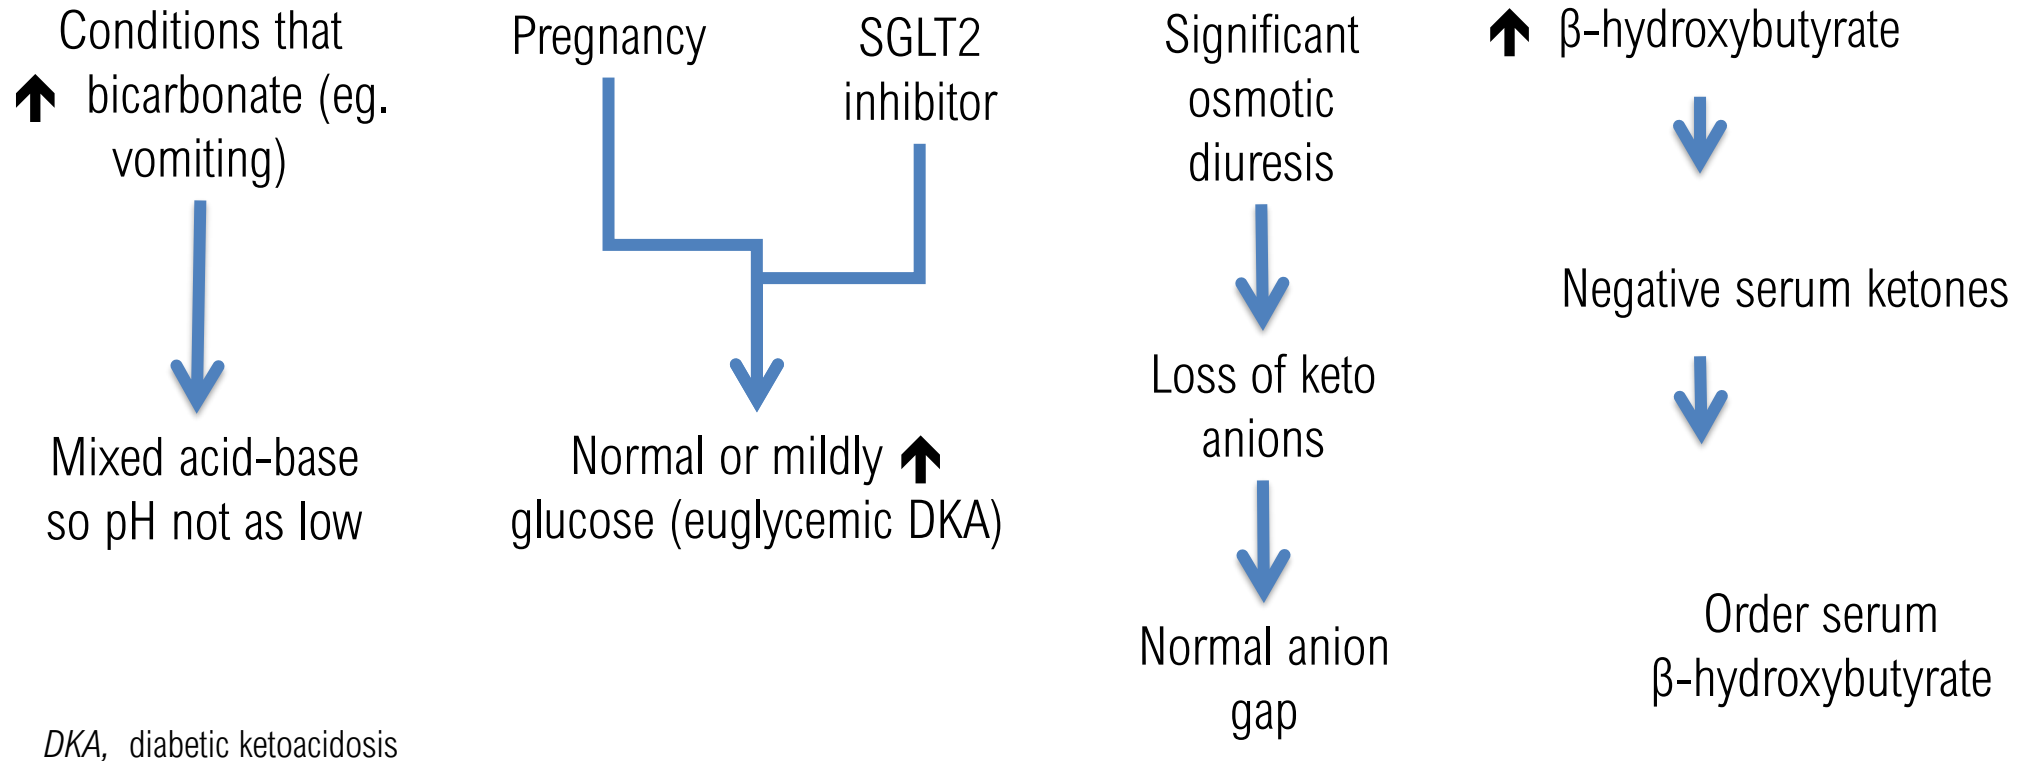 Conditions that
↑ bicarbonate (eg.
vomiting)
Mixed acid-base
so pH not as low
Pregnancy
SGLT2
inhibitor
Normal or mildly ↑
glucose (euglycemic DKA)
Significant
osmotic
diuresis
Loss of keto
anions
Normal anion
gap
↑ β-hydroxybutyrate
Negative serum ketones
Order serum
β-hydroxybutyrate
DKA, diabetic ketoacidosis